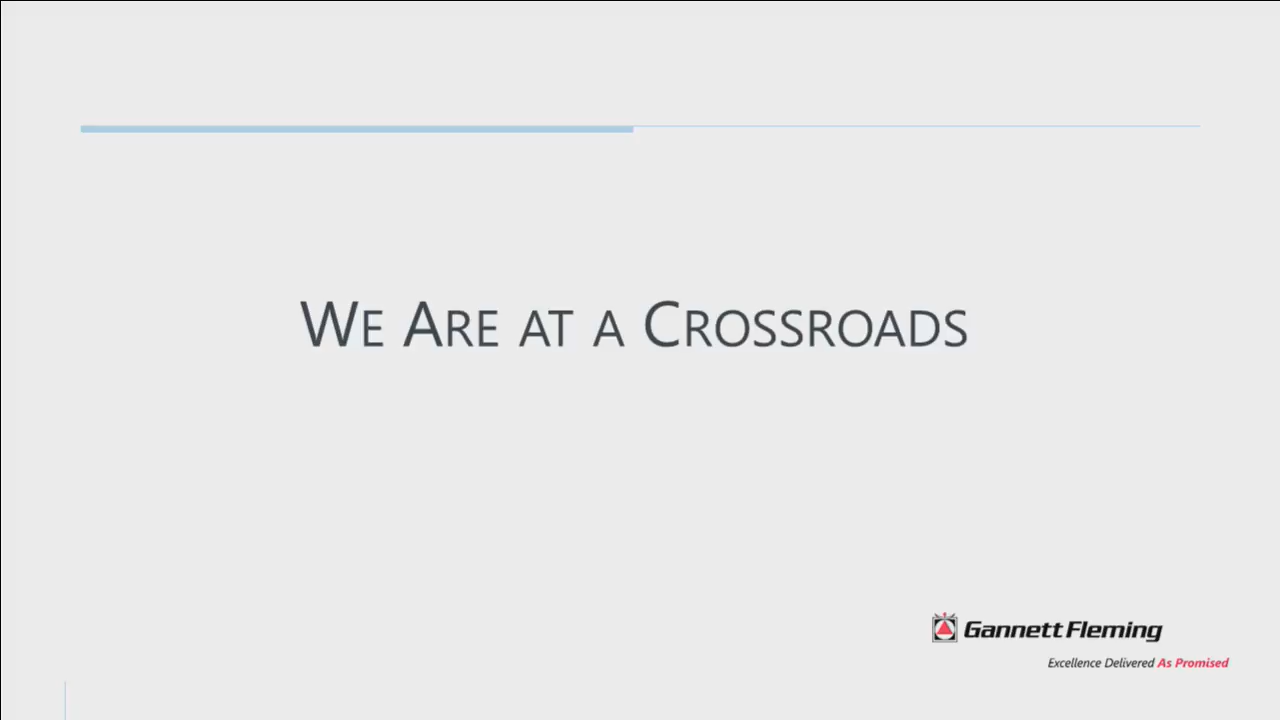 We Are at a Crossroads
Gannett Fleming
Excellence Delivered As Promised